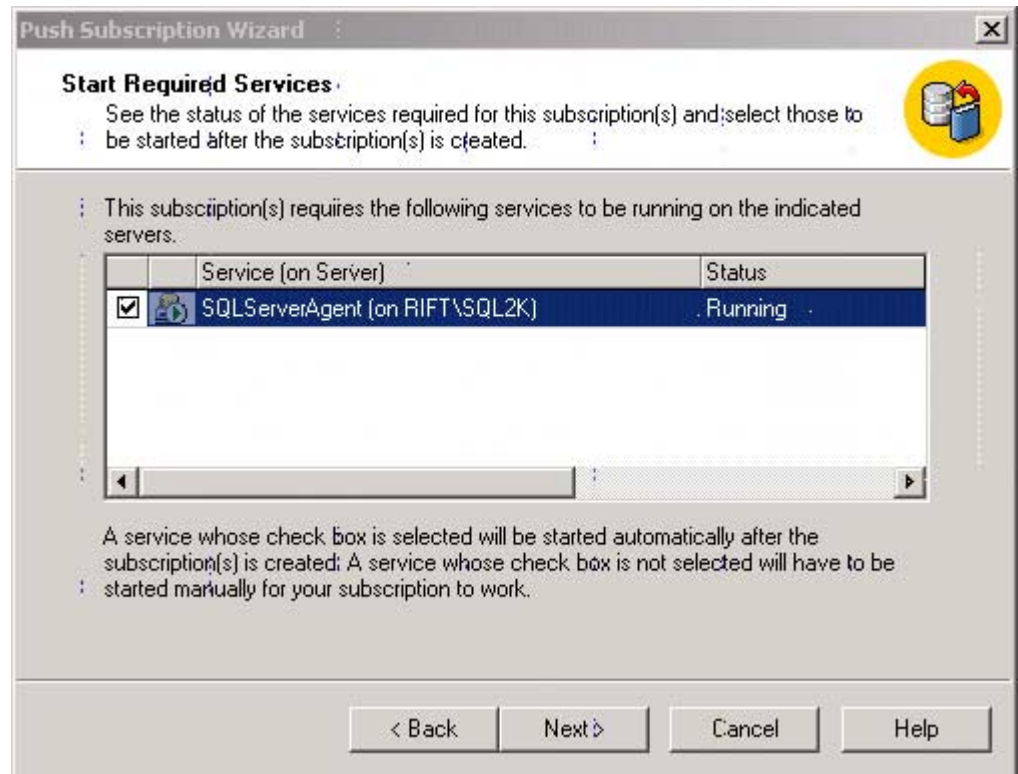 Push Subscription Wizard
Start Required Services
See the status of the services required for this subscription(s) and select those to
be started after the subscription(s) is created.
This subscription(s) requires the following services to be running on the indicated
servers.
Service (on Server) Status
SQLServerAgent (on RIFT\SQL2K) Running
A service whose check box is selected will be started automatically after the
subscription(s) is created. A service whose check box is not selected will have to be
started manually for your subscription to work.
< Back Next > Cancel Help